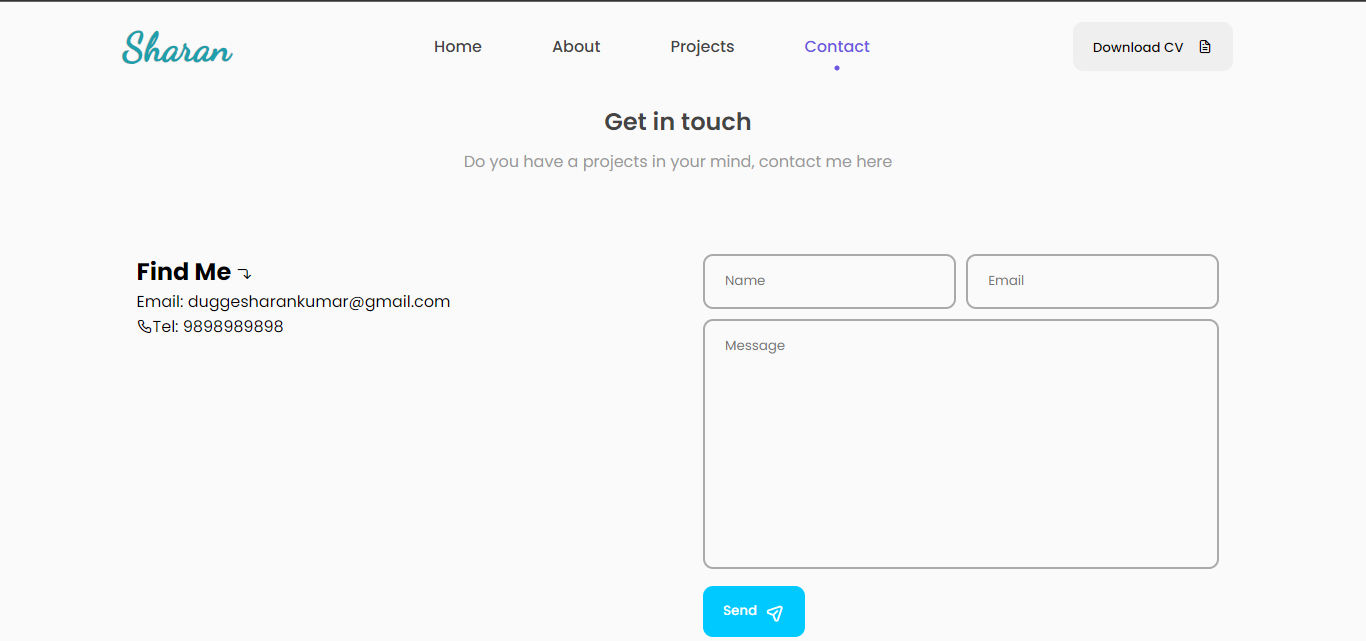 Sharan
Home About Projects Contact
Download CV
Get in touch
Do you have a projects in your mind, contact me here
Find Me
Email: duggesharankumar@gmail.com
Tel: 9898989898
Name Email
Message
Send